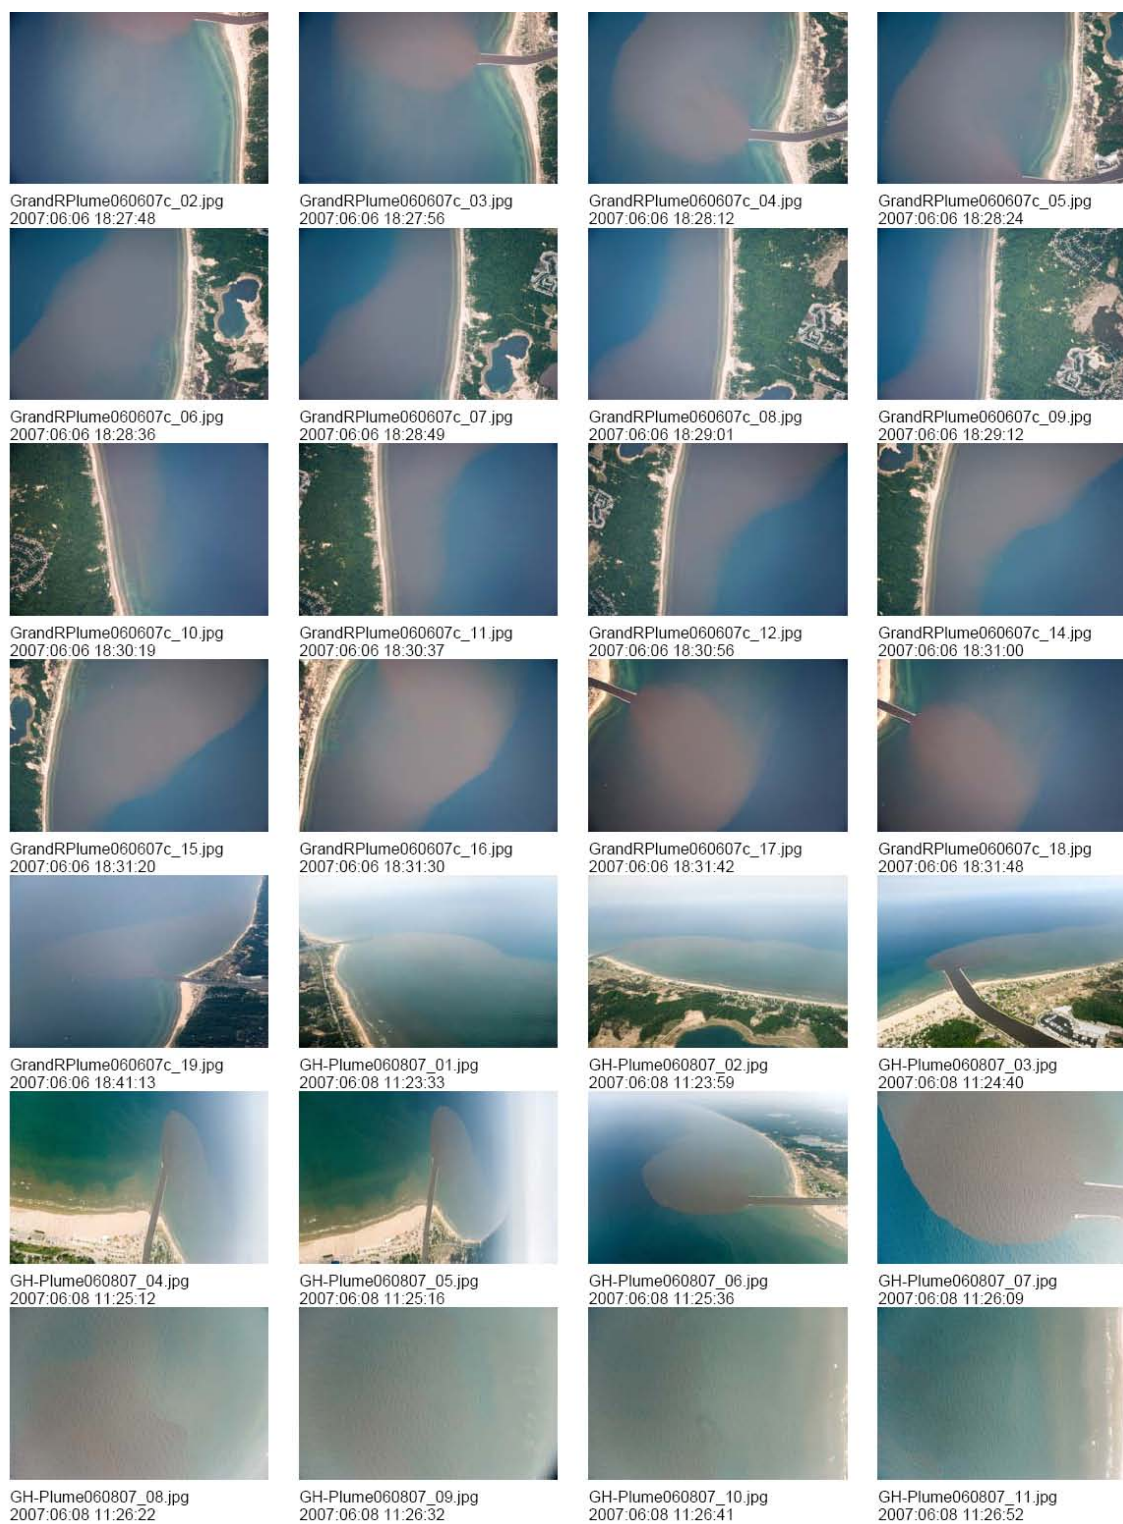 GrandRPlume060607c_02.jpg
2007:06:06 18:27:48
GrandRPlume060607c_03.jpg
2007:06:06 18:27:56
GrandRPlume060607c_04.jpg
2007:06:06 18:28:12
GrandRPlume060607c_05.jpg
2007:06:06 18:28:24
GrandRPlume060607c_06.jpg
2007:06:06 18:28:36
GrandRPlume060607c_07.jpg
2007:06:06 18:28:49
GrandRPlume060607c_08.jpg
2007:06:06 18:29:01
GrandRPlume060607c_09.jpg
2007:06:06 18:29:12
GrandRPlume060607c_10.jpg
2007:06:06 18:30:19
GrandRPlume060607c_11.jpg
2007:06:06 18:30:37
GrandRPlume060607c_12.jpg
2007:06:06 18:30:56
GrandRPlume060607c_14.jpg
2007:06:06 18:31:00
GrandRPlume060607c_15.jpg
2007:06:06 18:31:20
GrandRPlume060607c_16.jpg
2007:06:06 18:31:30
GrandRPlume060607c_17.jpg
2007:06:06 18:31:42
GrandRPlume060607c_18.jpg
2007:06:06 18:31:48
GrandRPlume060607c_19.jpg
2007:06:06 18:41:13
GH-Plume060807_01.jpg
2007:06:08 11:23:33
GH-Plume060807_02.jpg
2007:06:08 11:23:59
GH-Plume060807_03.jpg
2007:06:08 11:24:40
GH-Plume060807_04.jpg
2007:06:08 11:25:12
GH-Plume060807_05.jpg
2007:06:08 11:25:16
GH-Plume060807_06.jpg
2007:06:08 11:25:36
GH-Plume060807_07.jpg
2007:06:08 11:26:09
GH-Plume060807_08.jpg
2007:06:08 11:26:22
GH-Plume060807_09.jpg
2007:06:08 11:26:32
GH-Plume060807_10.jpg
2007:06:08 11:26:41
GH-Plume060807_11.jpg
2007:06:08 11:26:52